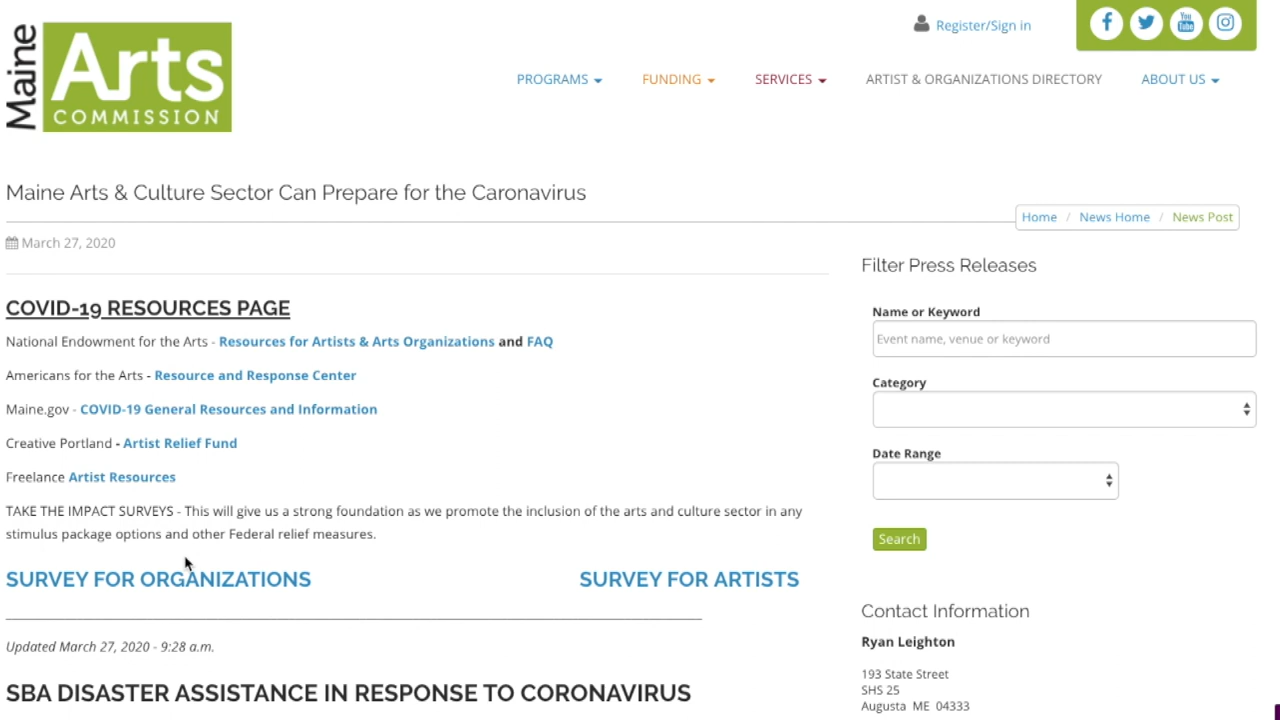 Maine Arts COMMISSION
Register/Sign in
You Tube
PROGRAMS FUNDING SERVICES ARTIST & ORGANIZATIONS DIRECTORY ABOUT US
Maine Arts & Culture Sector Can Prepare for the Caronavirus
Home / News Home / News Post
March 27, 2020
COVID-19 RESOURCES PAGE
National Endowment for the Arts - Resources for Artists & Arts Organizations and FAQ
Americans for the Arts - Resource and Response Center
Maine.gov - COVID-19 General Resources and Information
Creative Portland - Artist Relief Fund
Freelance Artist Resources
TAKE THE IMPACT SURVEYS - This will give us a strong foundation as we promote the inclusion of the arts and culture sector in any
stimulus package options and other Federal relief measures.
SURVEY FOR ORGANIZATIONS SURVEY FOR ARTISTS
Updated March 27, 2020 - 9:28 a.m.
SBA DISASTER ASSISTANCE IN RESPONSE TO CORONAVIRUS
Filter Press Releases
Name or Keyword
Event name, venue or keyword
Category
Date Range
Search
Contact Information
Ryan Leighton
193 State Street
SHS 25
Augusta ME 04333